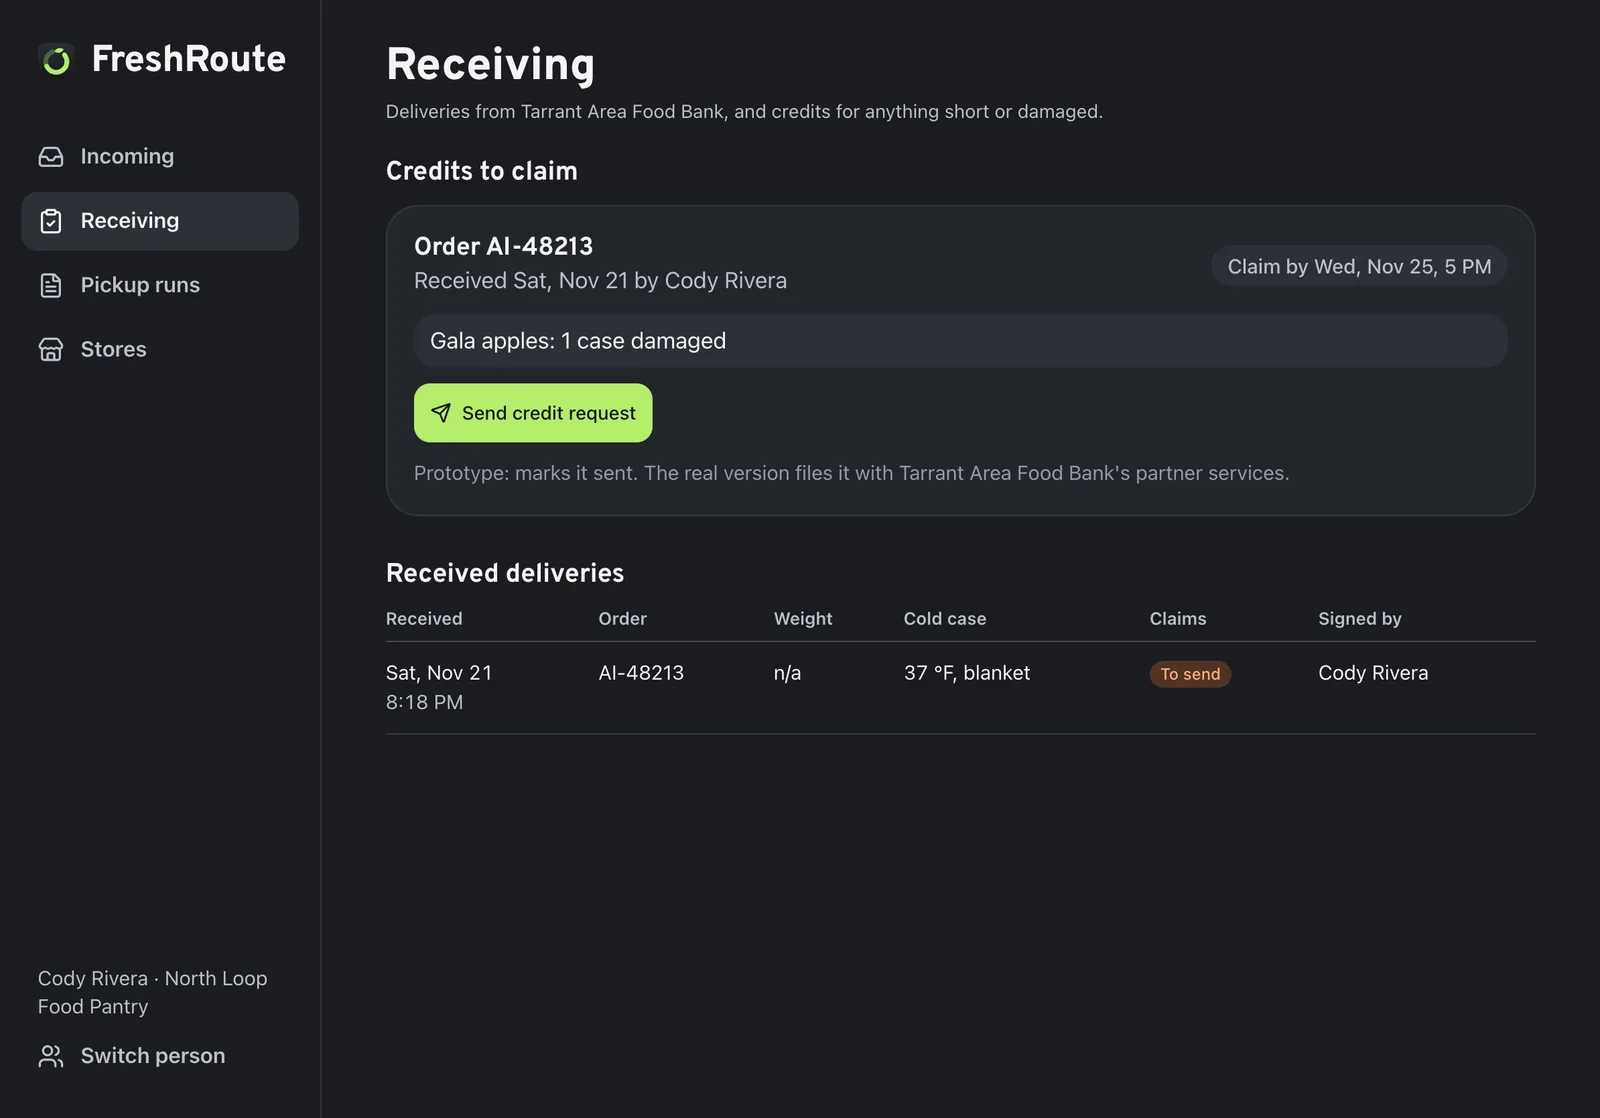 FreshRoute
Incoming
Receiving
Pickup runs
Stores
Cody Rivera · North Loop
Food Pantry
Switch person
Receiving
Deliveries from Tarrant Area Food Bank, and credits for anything short or damaged.
Credits to claim
Order AI-48213
Received Sat, Nov 21 by Cody Rivera
Claim by Wed, Nov 25, 5 PM
Gala apples: 1 case damaged
Send credit request
Prototype: marks it sent. The real version files it with Tarrant Area Food Bank's partner services.
Received deliveries
Received Order Weight Cold case Claims Signed by
Sat, Nov 21 AI-48213 n/a 37 °F, blanket To send Cody Rivera
8:18 PM